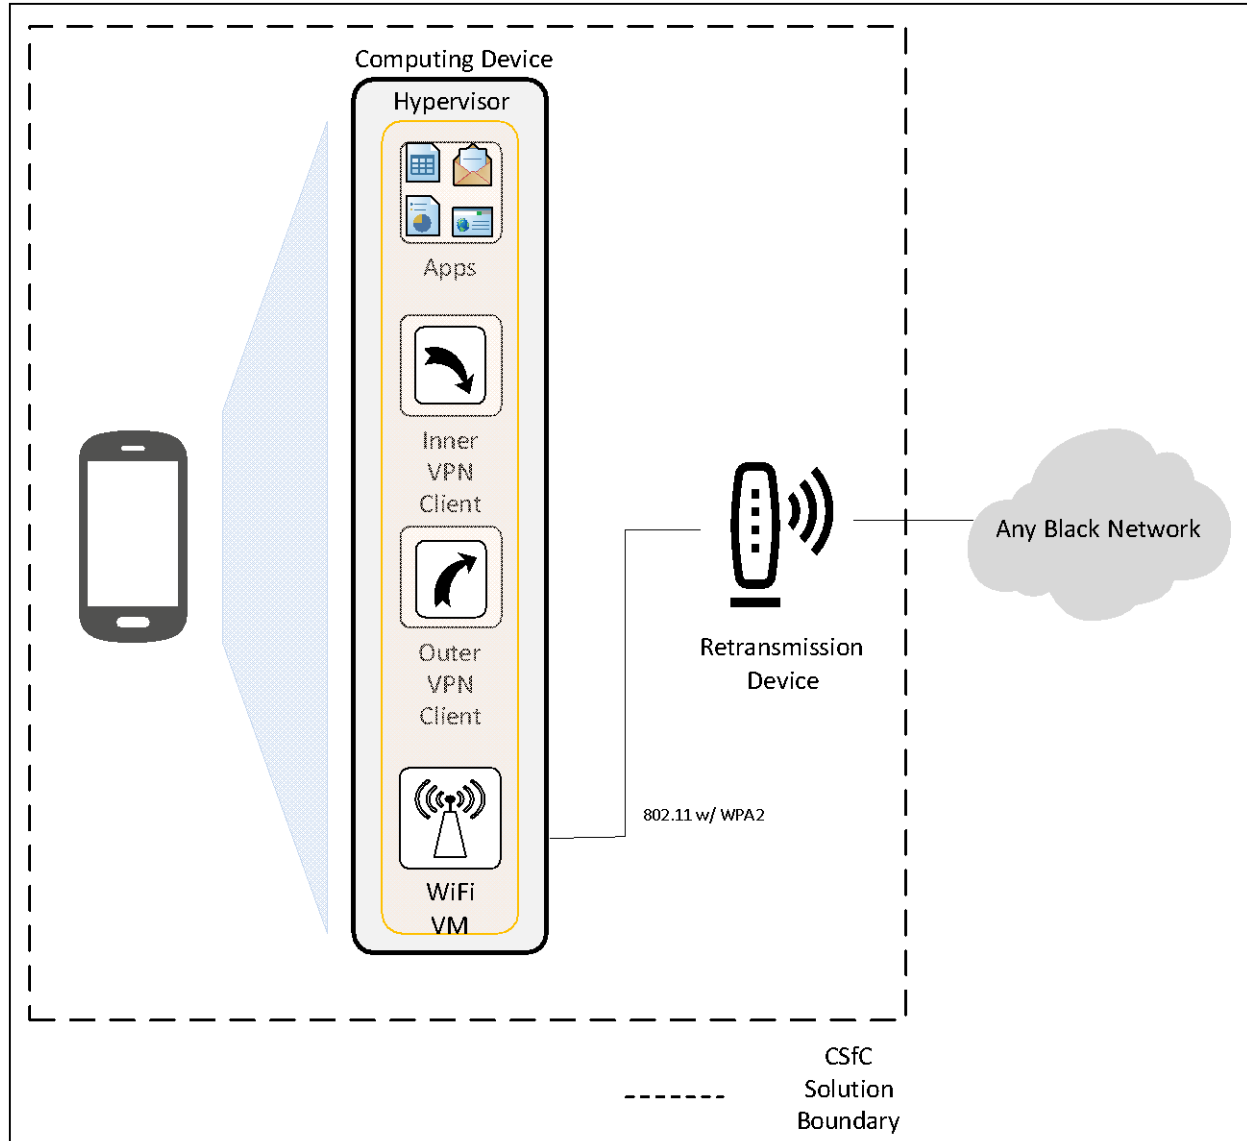 Computing Device
Hypervisor
Apps
Inner
VPN
Client
Outer
VPN
Client
WiFi
VM
802.11 w/ WPA2
Retransmission
Device
Any Black Network
CSfC
Solution
Boundary